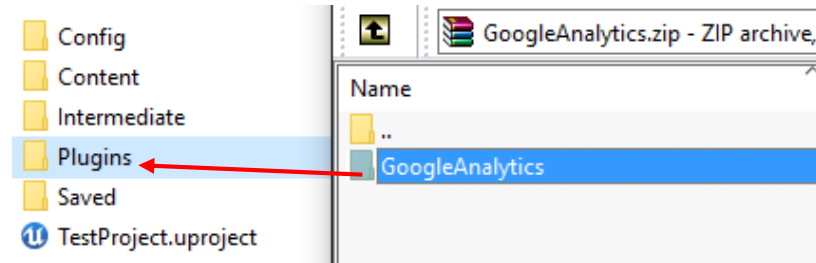 Config
Content
Intermediate
Plugins
Saved
TestProject.uproject
GoogleAnalytics.zip - ZIP archive,
Name
..
GoogleAnalytics